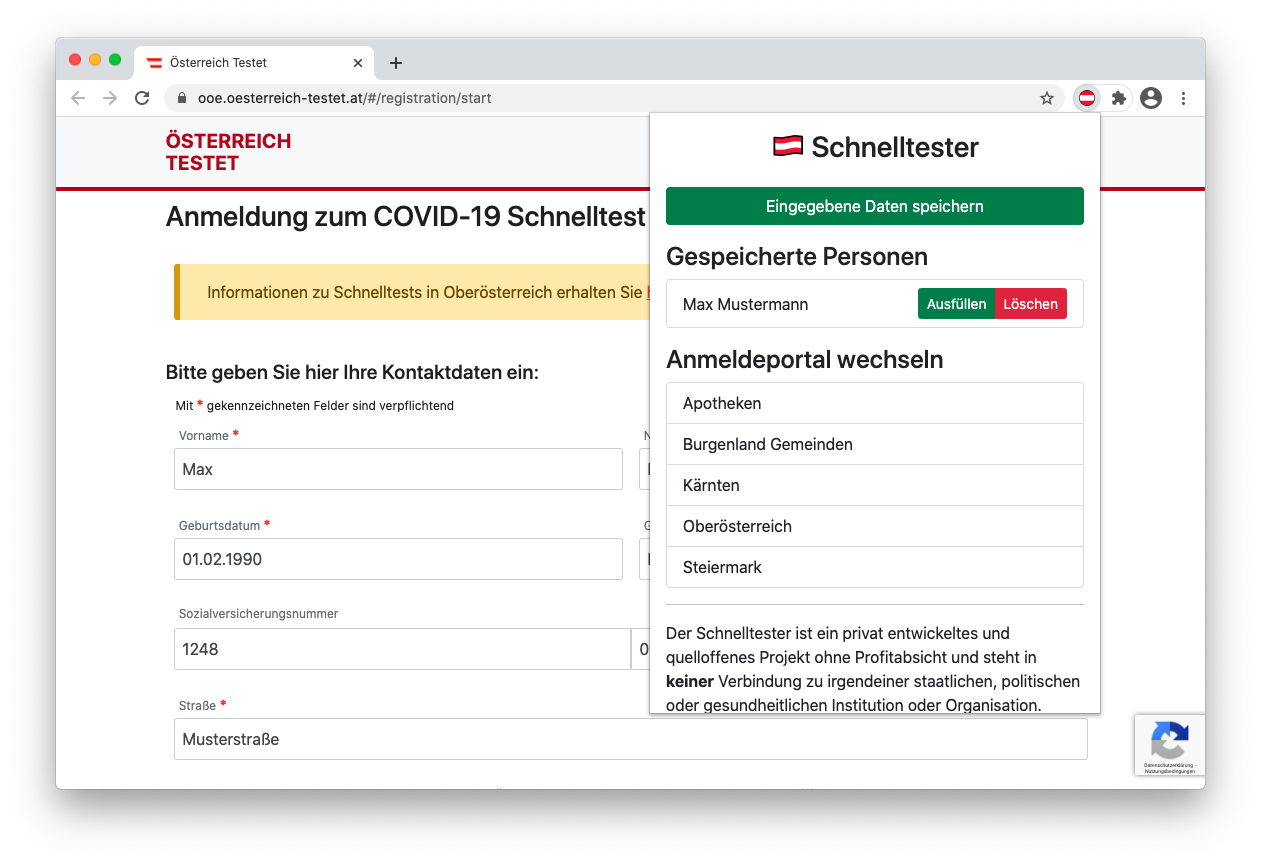 Österreich Testet
ooe.oesterreich-testet.at/#/registration/start
ÖSTERREICH
TESTET
Anmeldung zum COVID-19 Schnelltest
Informationen zu Schnelltests in Oberösterreich erhalten Sie
Bitte geben Sie hier Ihre Kontaktdaten ein:
Mit * gekennzeichneten Felder sind verpflichtend
Vorname *
Max
Geburtsdatum *
01.02.1990
Sozialversicherungsnummer
1248
0
Straße *
Musterstraße
Schnelltester
Eingegebene Daten speichern
Gespeicherte Personen
Max Mustermann
Ausfüllen
Löschen
Anmeldeportal wechseln
Apotheken
Burgenland Gemeinden
Kärnten
Oberösterreich
Steiermark
Der Schnelltester ist ein privat entwickeltes und
quelloffenes Projekt ohne Profitabsicht und steht in
keiner Verbindung zu irgendeiner staatlichen, politischen
oder gesundheitlichen Institution oder Organisation.
Datenschutzerklärung -
Nutzungsbedingungen